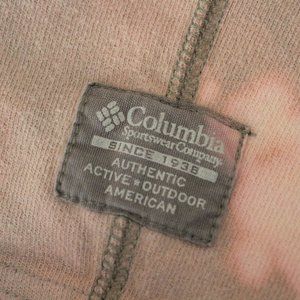 Columbia
Sportswear Company
SINCE 1938
AUTHENTIC
ACTIVE ★ OUTDOOR
AMERICAN